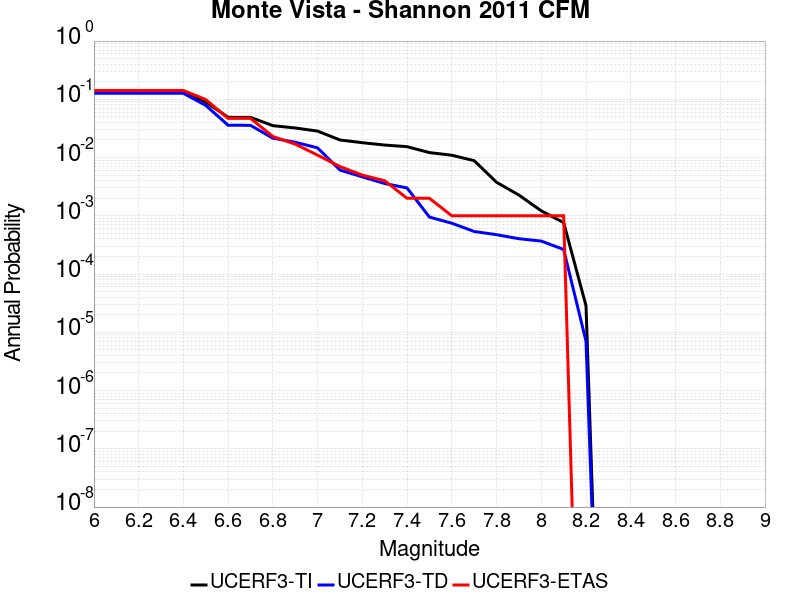 Monte Vista - Shannon 2011 CFM
10^0
10^-1
10^-2
10^-3
10^-4
10^-5
10^-6
10^-7
10^-8
Annual Probability
6 6.2 6.4 6.6 6.8 7 7.2 7.4 7.6 7.8 8 8.2 8.4 8.6 8.8 9
Magnitude
UCERF3-TI UCERF3-TD UCERF3-ETAS